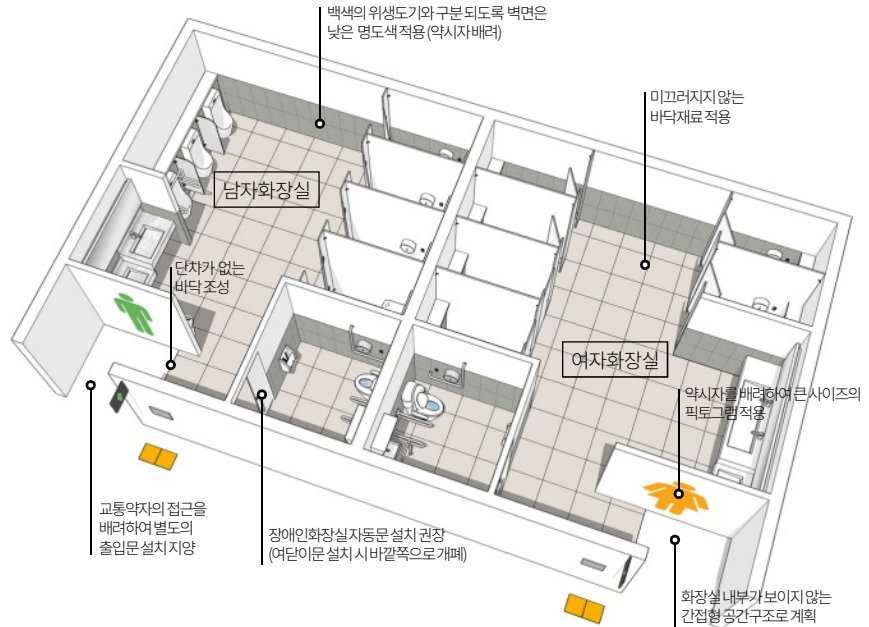 백색의 위생도기와 구분 되도록 벽면은
낮은 명도색 적용 (약시자 배려)
미끄러지지 않는
바닥재료 적용
남자화장실
단차가 없는
바닥 조성
여자화장실
약시자를 배려하여 큰 사이즈의
픽토그램 적용
교통약자의 접근을
배려하여 별도의
출입문 설치 지양
장애인화장실 자동문 설치 권장
(여닫이문 설치 시 바깥쪽으로 개폐)
화장실 내부가 보이지 않는
간접형 공간구조로 계획